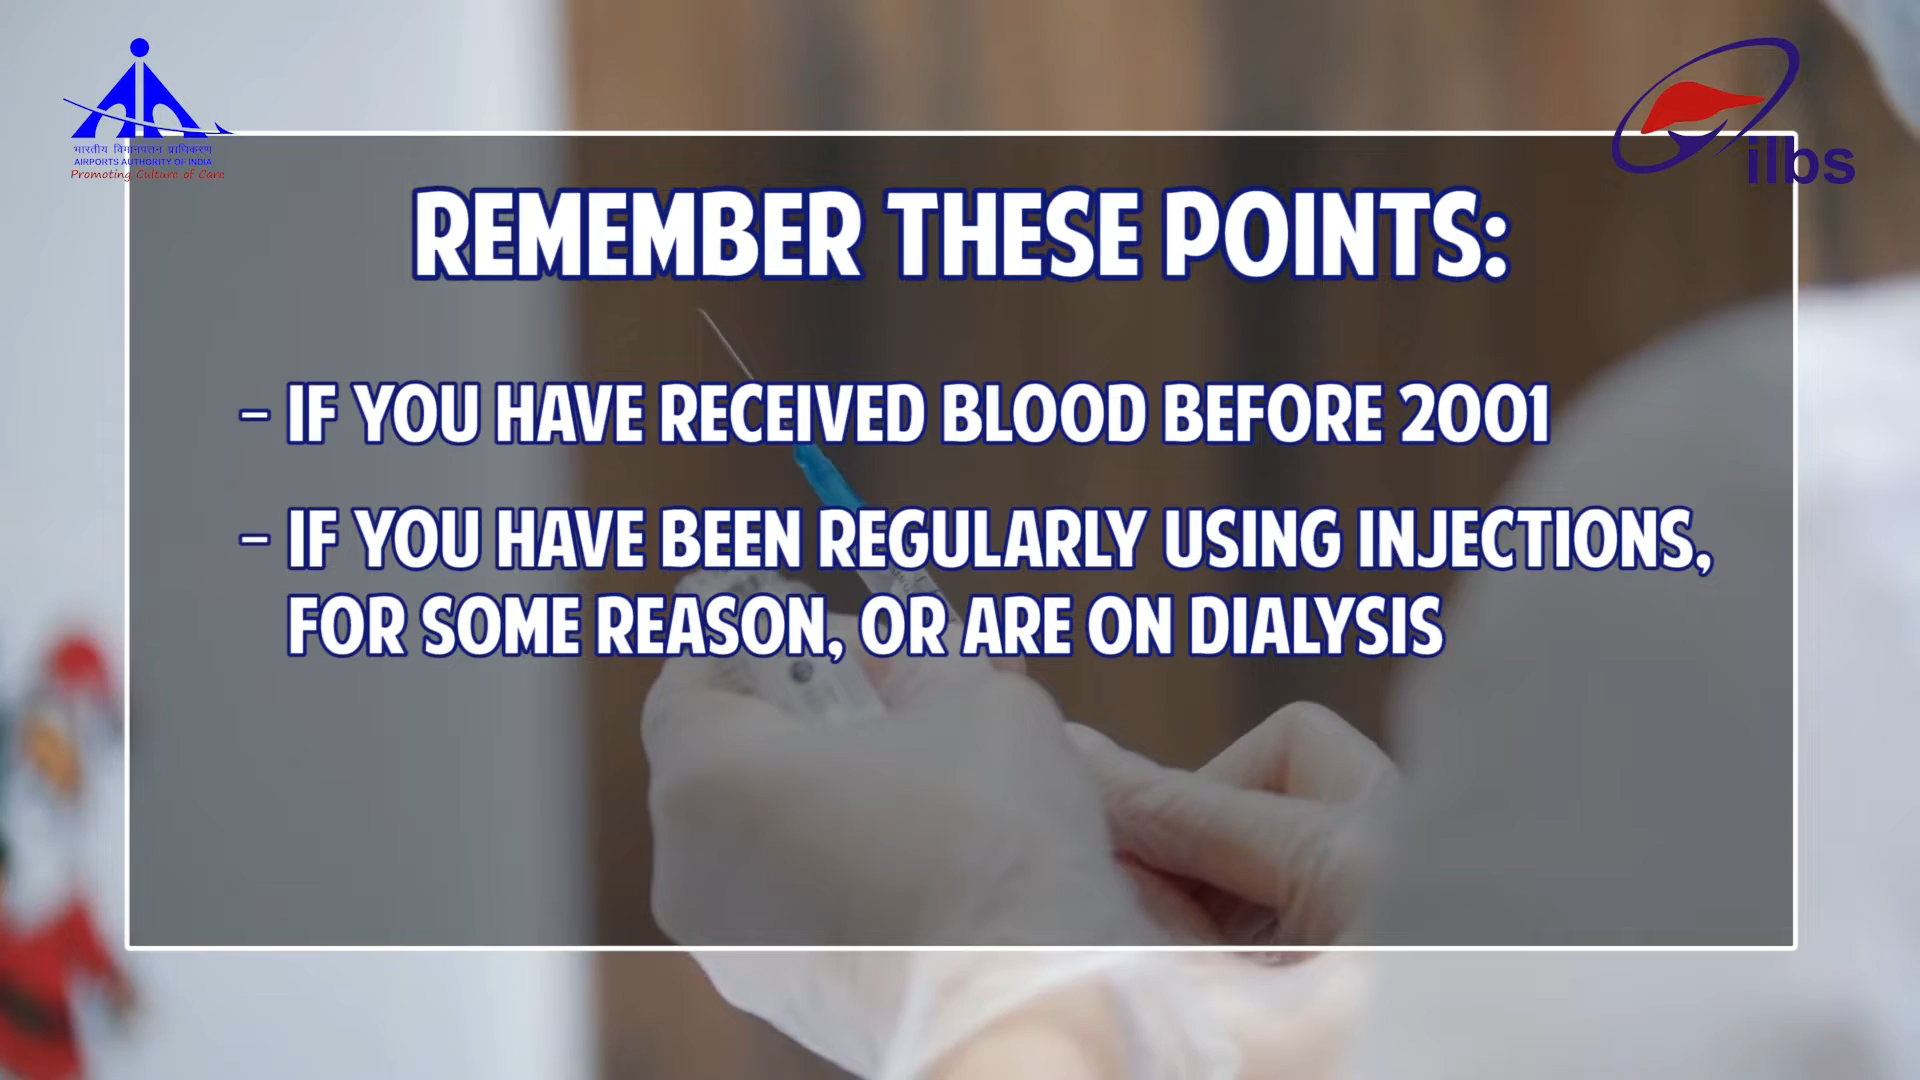 भारतीय विमानपत्तन प्राधिकरण
AIRPORTS AUTHORITY OF INDIA
Promoting Culture of Care
ilbs
REMEMBER THESE POINTS:
- IF YOU HAVE RECEIVED BLOOD BEFORE 2001
- IF YOU HAVE BEEN REGULARLY USING INJECTIONS,
FOR SOME REASON, OR ARE ON DIALYSIS